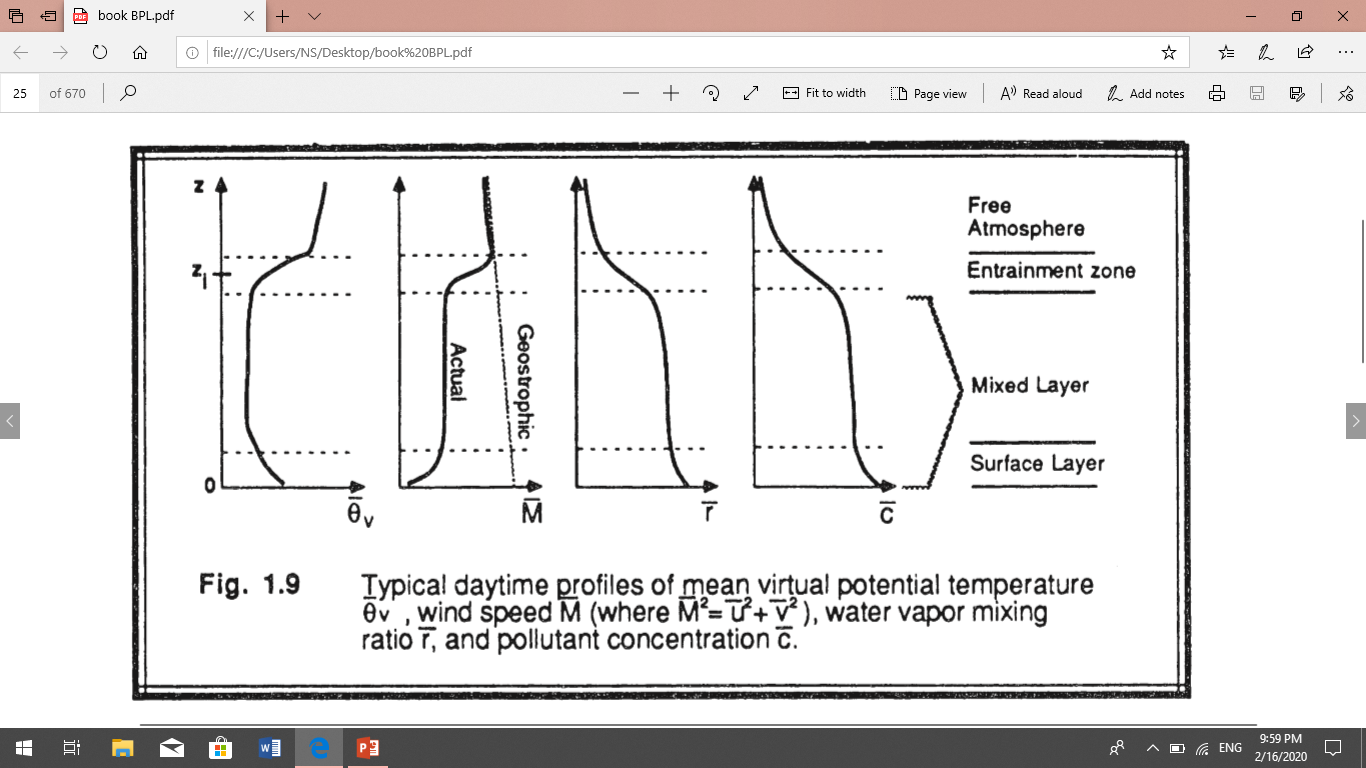 book BPL.pdf
file:///C:/Users/NS/Desktop/book%20BPL.pdf
25 of 670
Fit to width
Page view
Read aloud
Add notes
z
zi
0
θ̅v
Actual
Geostrophic
M̅
r̅
c̅
Free
Atmosphere
Entrainment zone
Mixed Layer
Surface Layer
Fig. 1.9 Typical daytime profiles of mean virtual potential temperature
θ̅v , wind speed M̅ (where M̅²= u̅²+ v̅² ), water vapor mixing
ratio r̅, and pollutant concentration c̅.
ENG
9:59 PM
2/16/2020